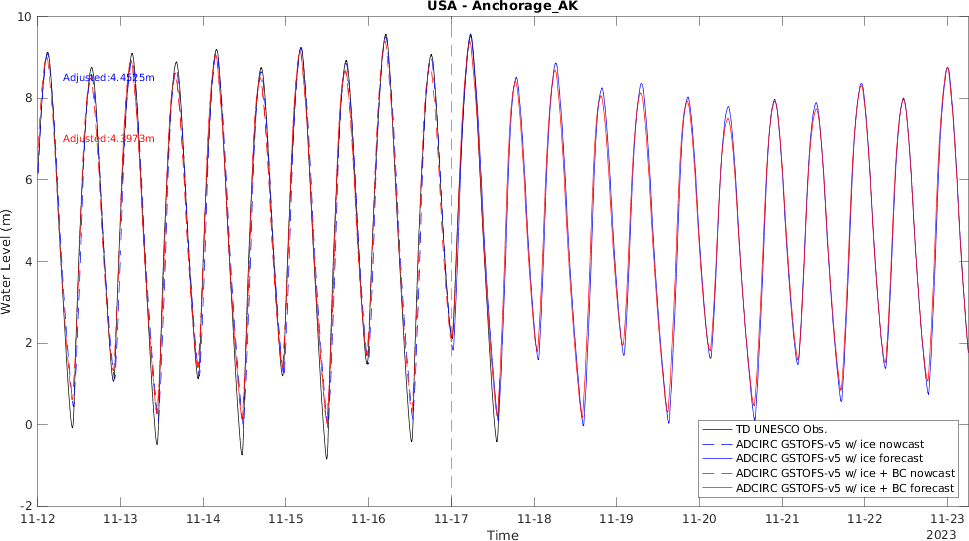 USA - Anchorage_AK
10
8
6
4
2
0
-2
Water Level (m)
Adjusted:4.4525m
Adjusted:4.3973m
TD UNESCO Obs.
ADCIRC GSTOFS-v5 w/ ice nowcast
ADCIRC GSTOFS-v5 w/ ice forecast
ADCIRC GSTOFS-v5 w/ ice + BC nowcast
ADCIRC GSTOFS-v5 w/ ice + BC forecast
11-12 11-13 11-14 11-15 11-16 11-17 11-18 11-19 11-20 11-21 11-22 11-23
Time
2023